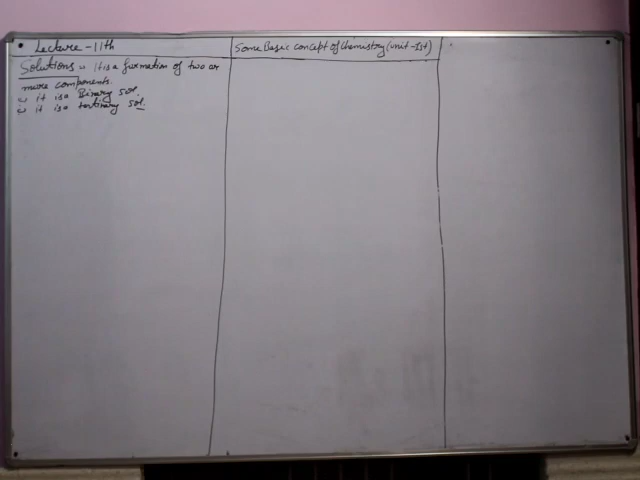 Lecture - 11th
Some Basic concept of Chemistry (unit - Ist)
Solutions :- It is a formation of two or
more components.
it is a Binary sol.
it is a tertinary sol.